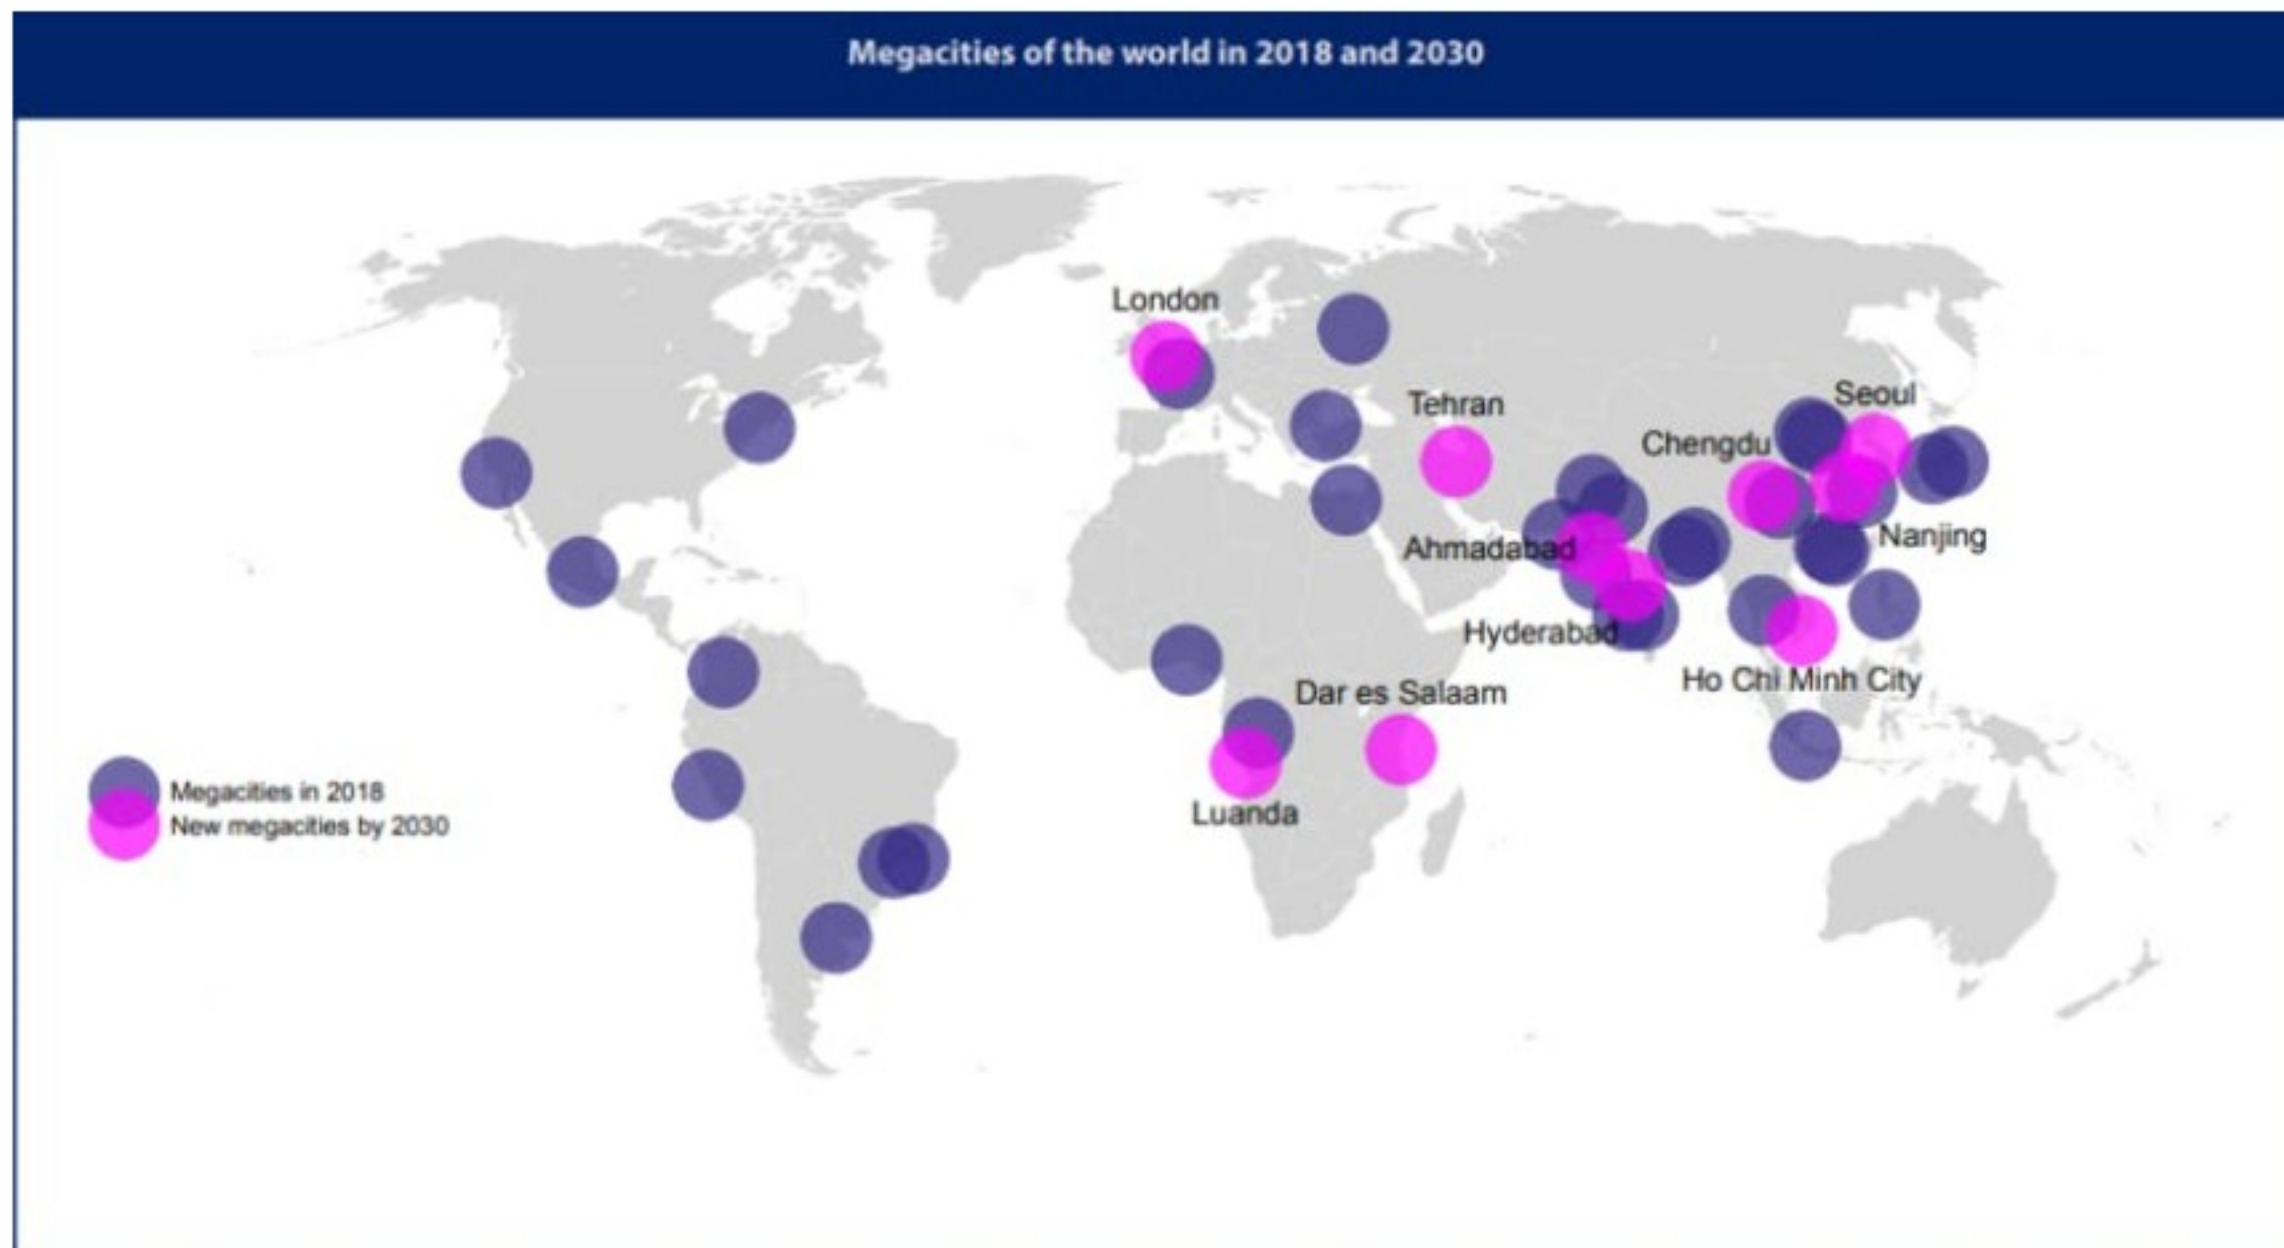 Megacities of the world in 2018 and 2030
London
Seoul
Tehran
Chengdu
Nanjing
Ahmadabad
Hyderabad
Ho Chi Minh City
Dar es Salaam
Megacities in 2018
Luanda
New megacities by 2030